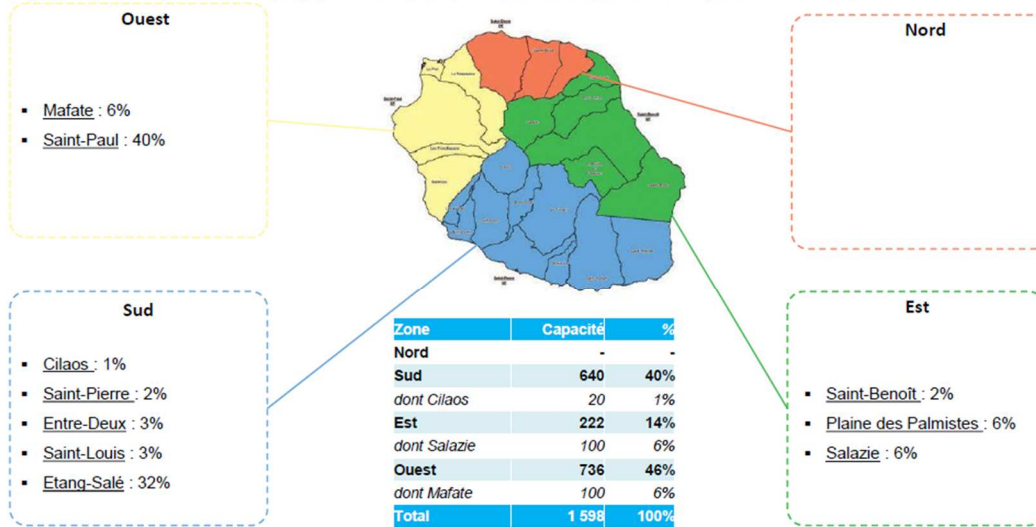 Ouest
▪ Mafate : 6%
▪ Saint-Paul : 40%
Nord
Sud
▪ Cilaos : 1%
▪ Saint-Pierre : 2%
▪ Entre-Deux : 3%
▪ Saint-Louis : 3%
▪ Etang-Salé : 32%
Zone Capacité %
Nord - -
Sud 640 40%
dont Cilaos 20 1%
Est 222 14%
dont Salazie 100 6%
Ouest 736 46%
dont Mafate 100 6%
Total 1 598 100%
Est
▪ Saint-Benoît : 2%
▪ Plaine des Palmistes : 6%
▪ Salazie : 6%